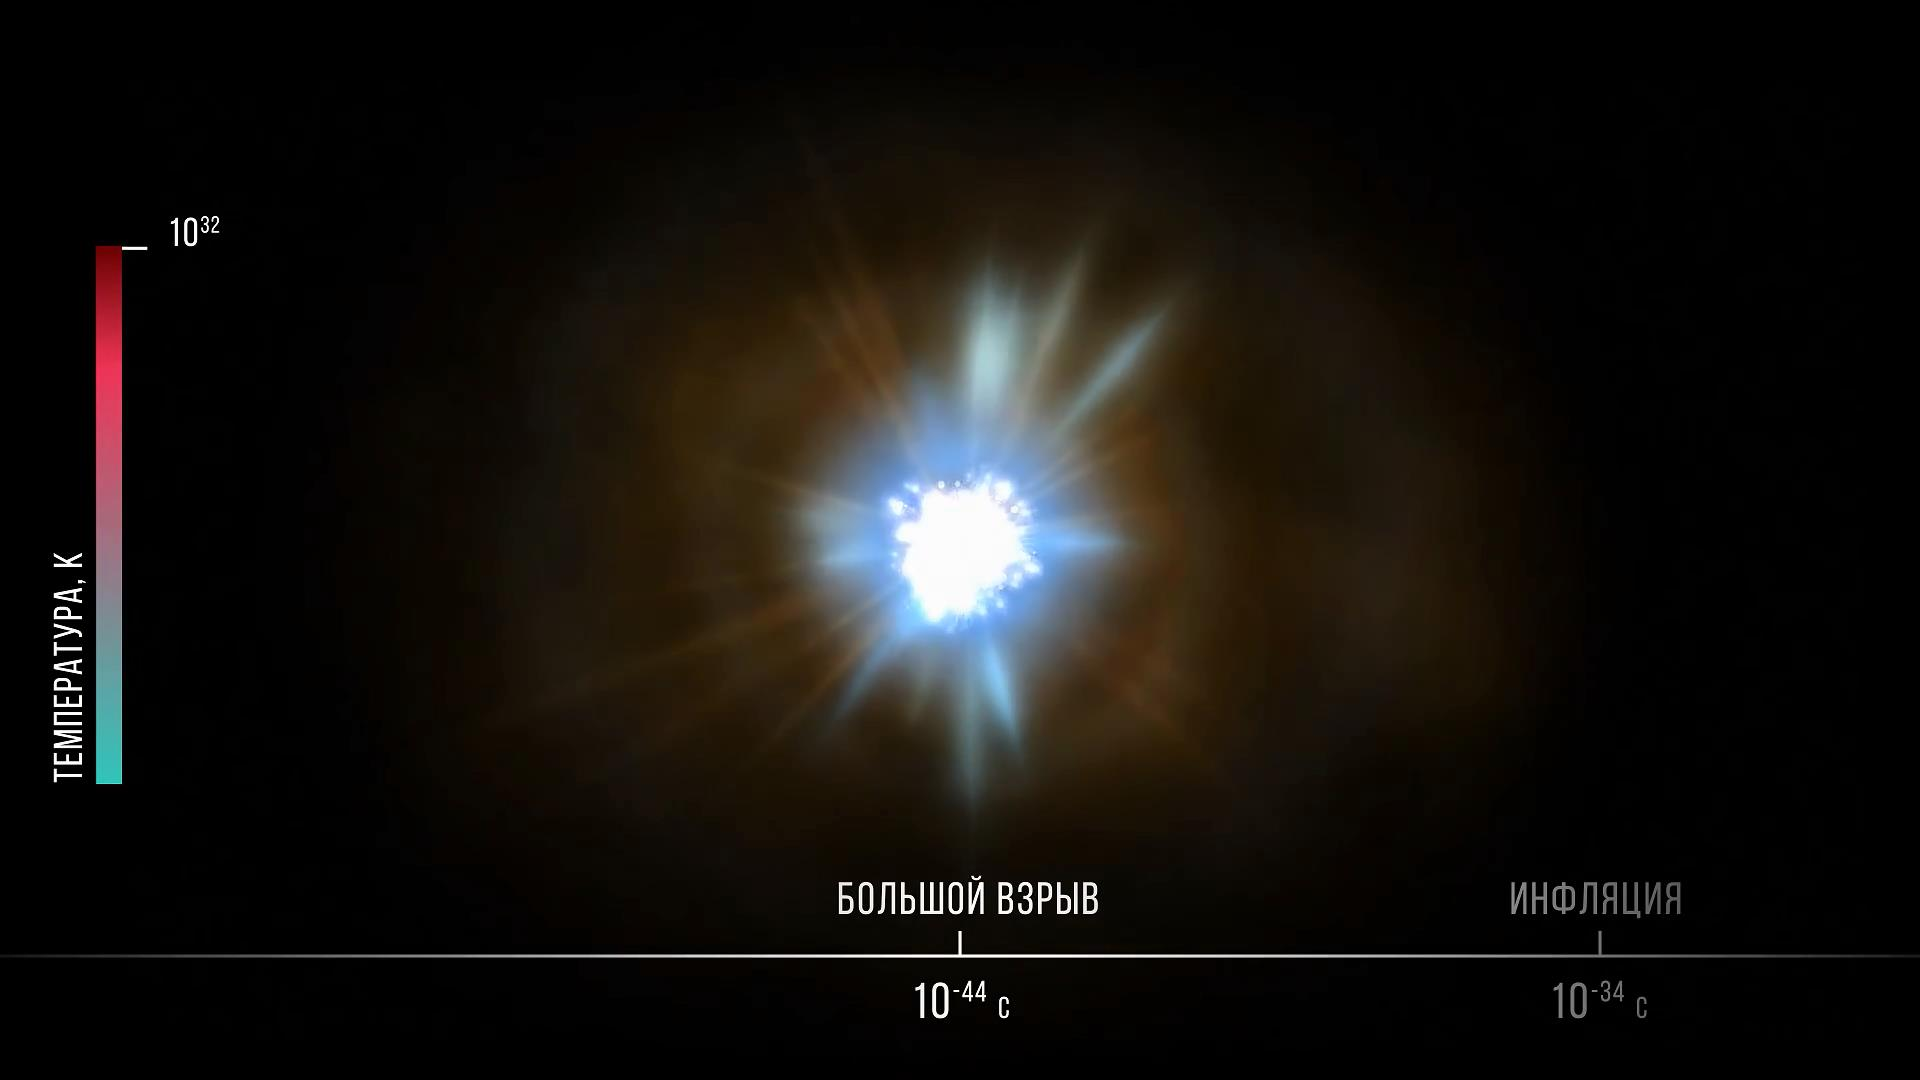 10³²
ТЕМПЕРАТУРА, К
БОЛЬШОЙ ВЗРЫВ
ИНФЛЯЦИЯ
10⁻⁴⁴ с
10⁻³⁴ с